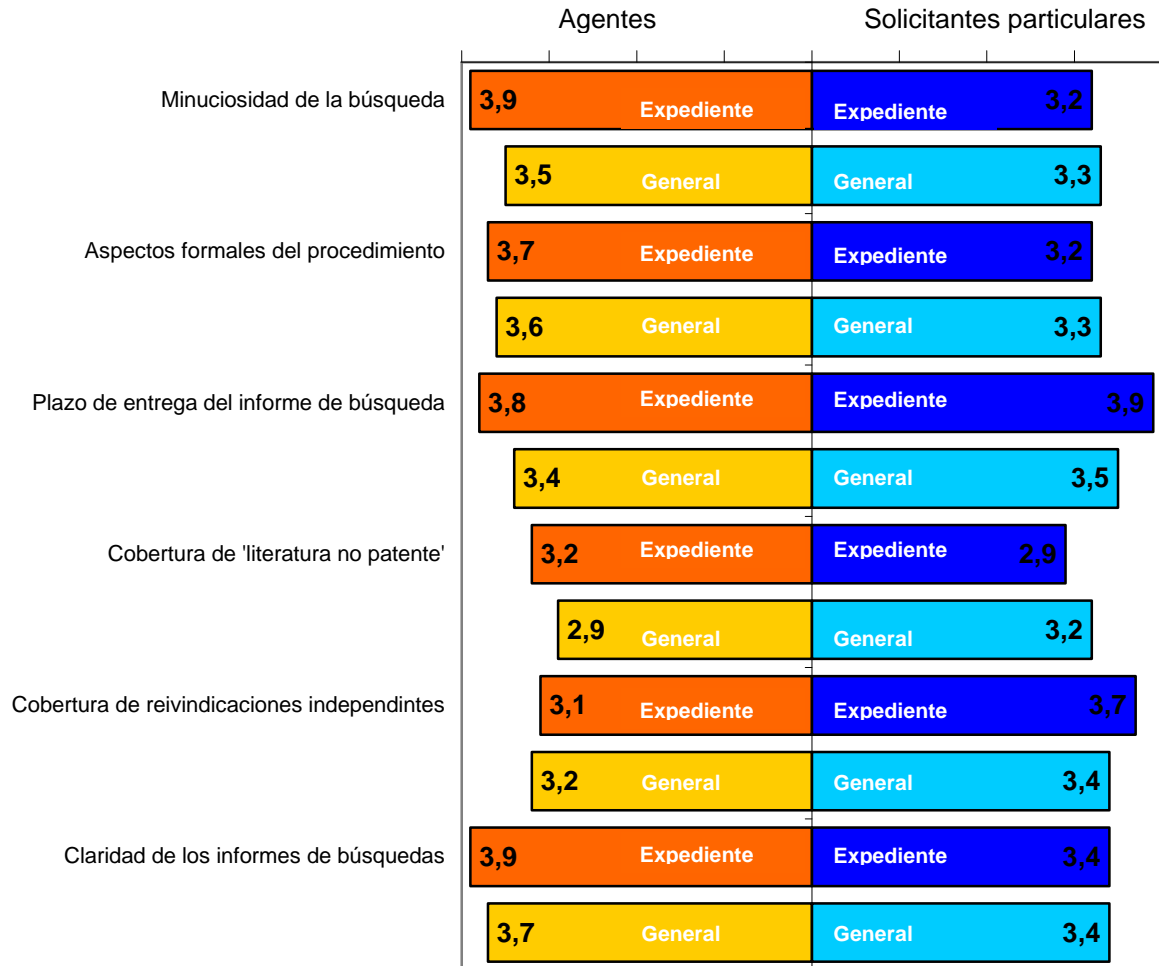 Agentes Solicitantes particulares
Minuciosidad de la búsqueda 3,9 Expediente Expediente 3,2
3,5 General General 3,3
Aspectos formales del procedimiento 3,7 Expediente Expediente 3,2
3,6 General General 3,3
Plazo de entrega del informe de búsqueda 3,8 Expediente Expediente 3,9
3,4 General General 3,5
Cobertura de 'literatura no patente' 3,2 Expediente Expediente 2,9
2,9 General General 3,2
Cobertura de reivindicaciones independintes 3,1 Expediente Expediente 3,7
3,2 General General 3,4
Claridad de los informes de búsquedas 3,9 Expediente Expediente 3,4
3,7 General General 3,4